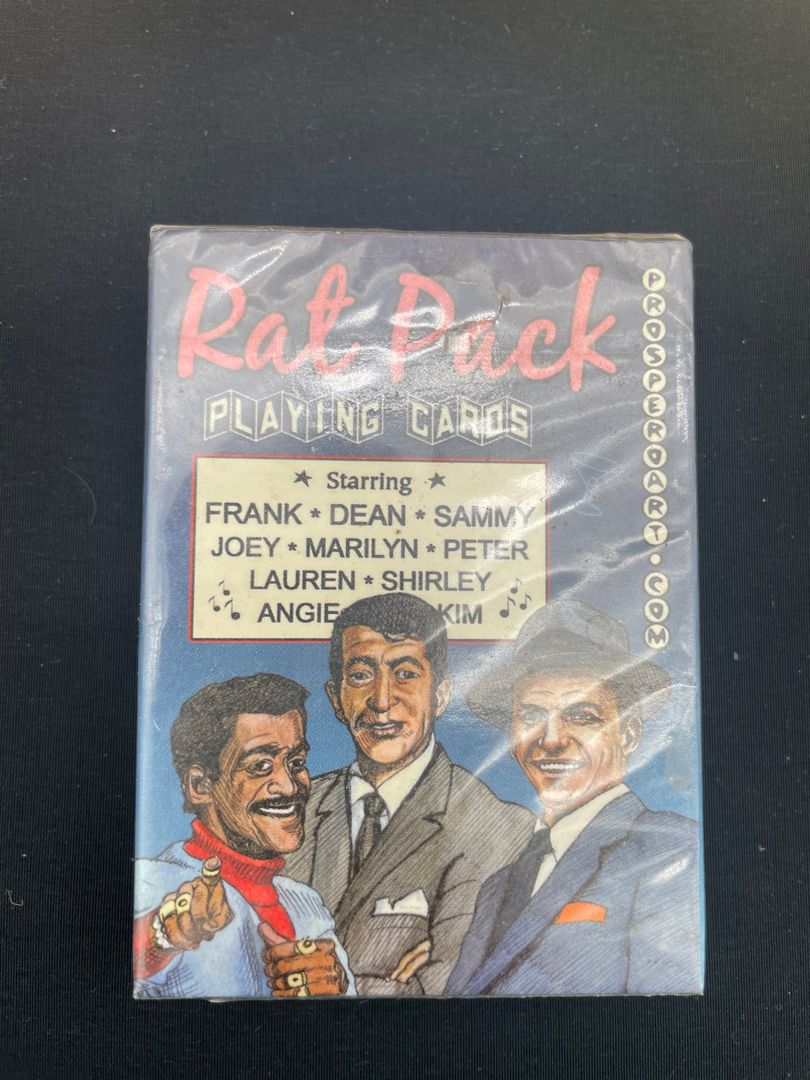 Rat Pack
PLAYING CARDS
Starring
FRANK * DEAN * SAMMY
JOEY * MARILYN * PETER
LAUREN * SHIRLEY
ANGIE KIM
PROSPEROART.COM